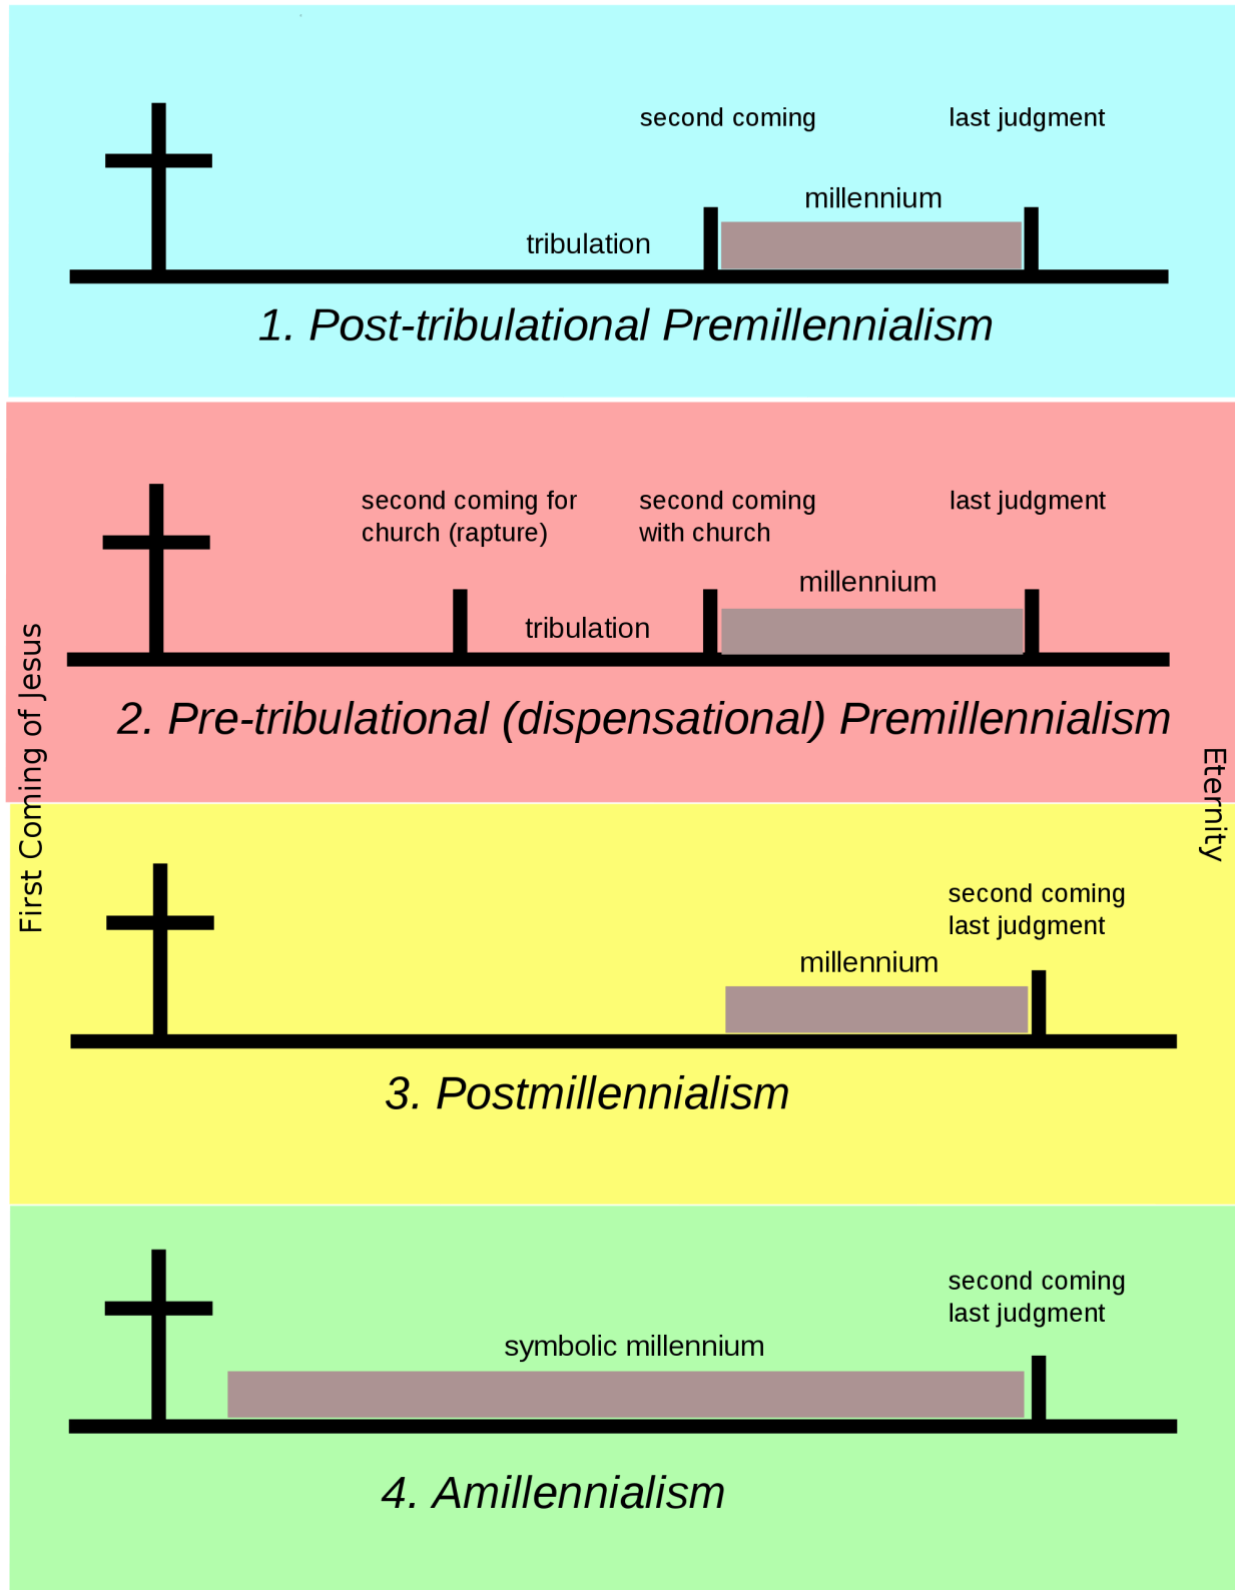 second coming
last judgment
millennium
tribulation
1. Post-tribulational Premillennialism
second coming for
church (rapture)
second coming
with church
last judgment
millennium
tribulation
2. Pre-tribulational (dispensational) Premillennialism
First Coming of Jesus
Eternity
second coming
last judgment
millennium
3. Postmillennialism
second coming
last judgment
symbolic millennium
4. Amillennialism